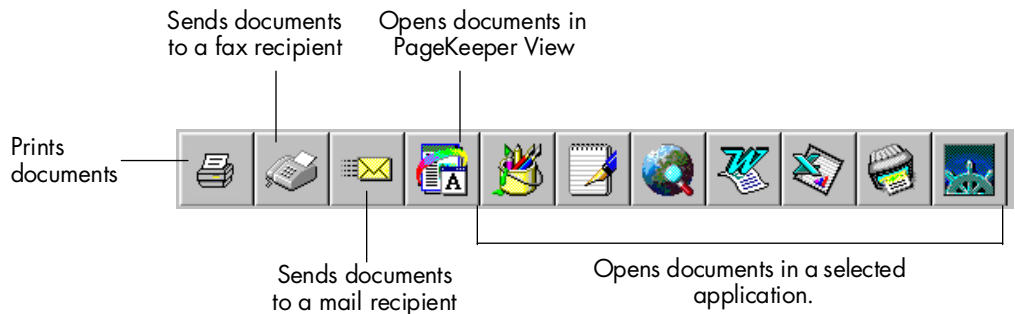 Sends documents
to a fax recipient
Opens documents in
PageKeeper View
Prints
documents
A
Sends documents
to a mail recipient
Opens documents in a selected
application.